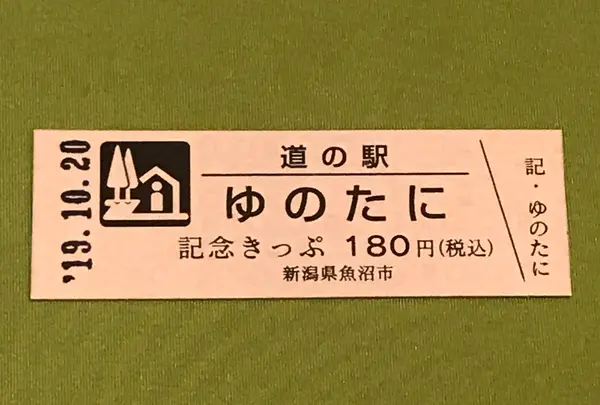 '19.10.20
道の駅
ゆのたに
記念きっぷ 180円(税込)
新潟県魚沼市
記・ゆのたに